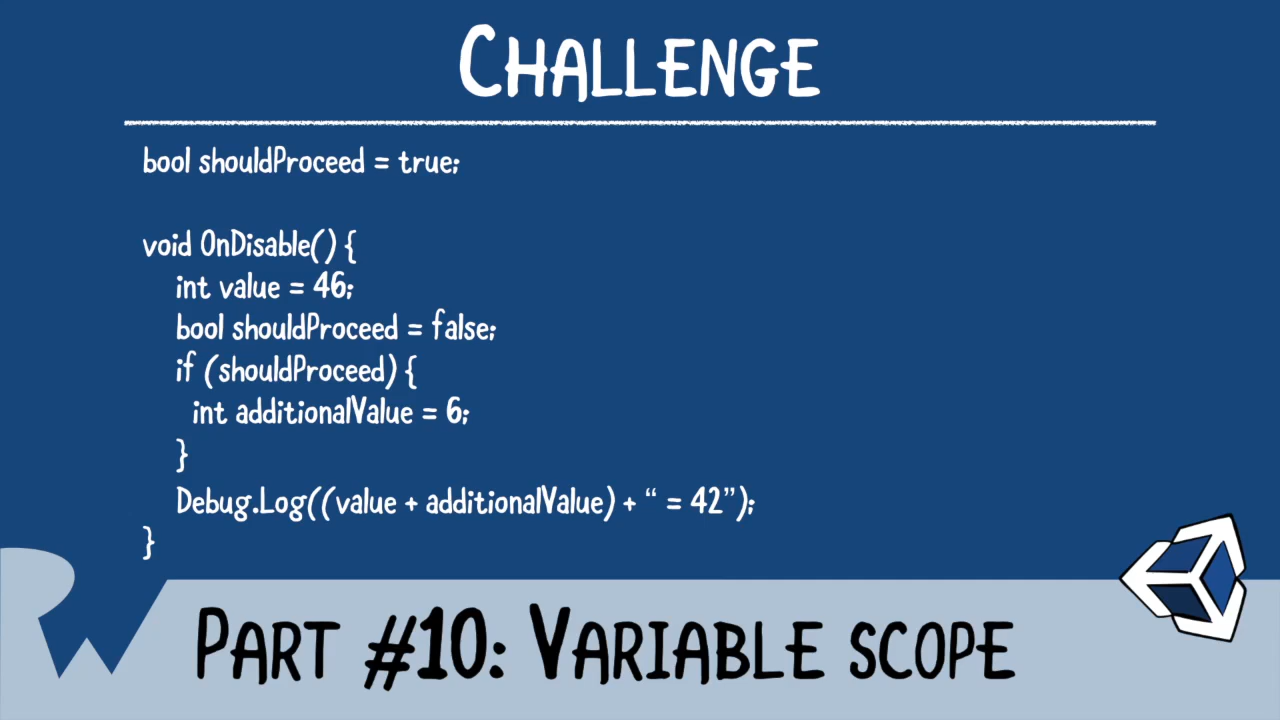 CHALLENGE
bool shouldProceed = true;
void OnDisable() {
int value = 46;
bool shouldProceed = false;
if (shouldProceed) {
int additionalValue = 6;
}
Debug.Log((value + additionalValue) + “ = 42”);
}
PART #10: VARIABLE SCOPE